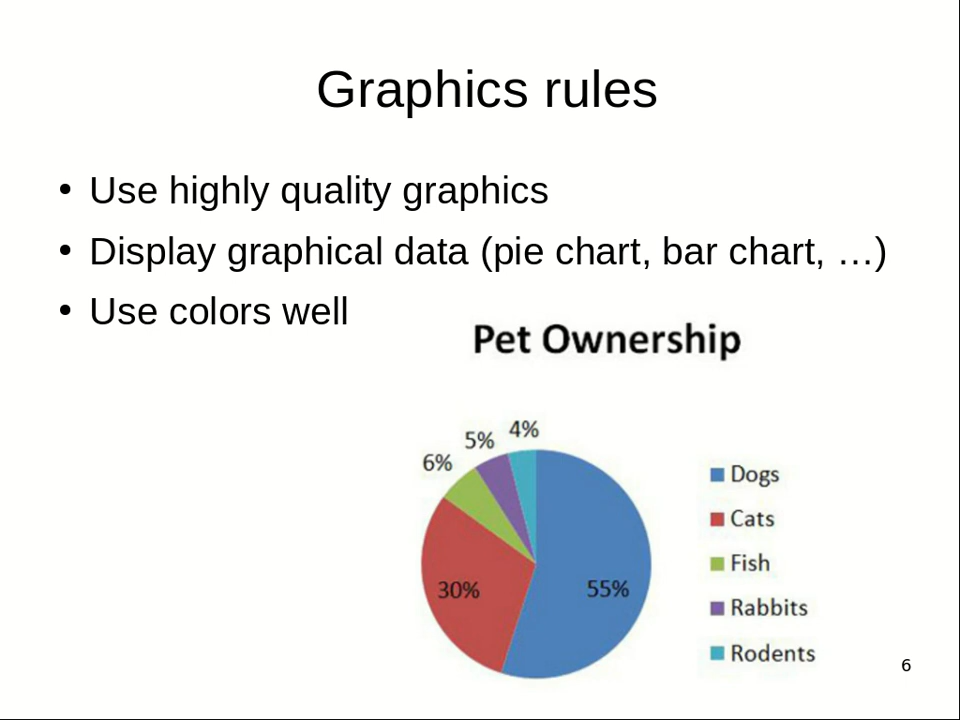 Graphics rules
• Use highly quality graphics
• Display graphical data (pie chart, bar chart, …)
• Use colors well
Pet Ownership
4%
5%
6%
30%
55%
Dogs
Cats
Fish
Rabbits
Rodents
6